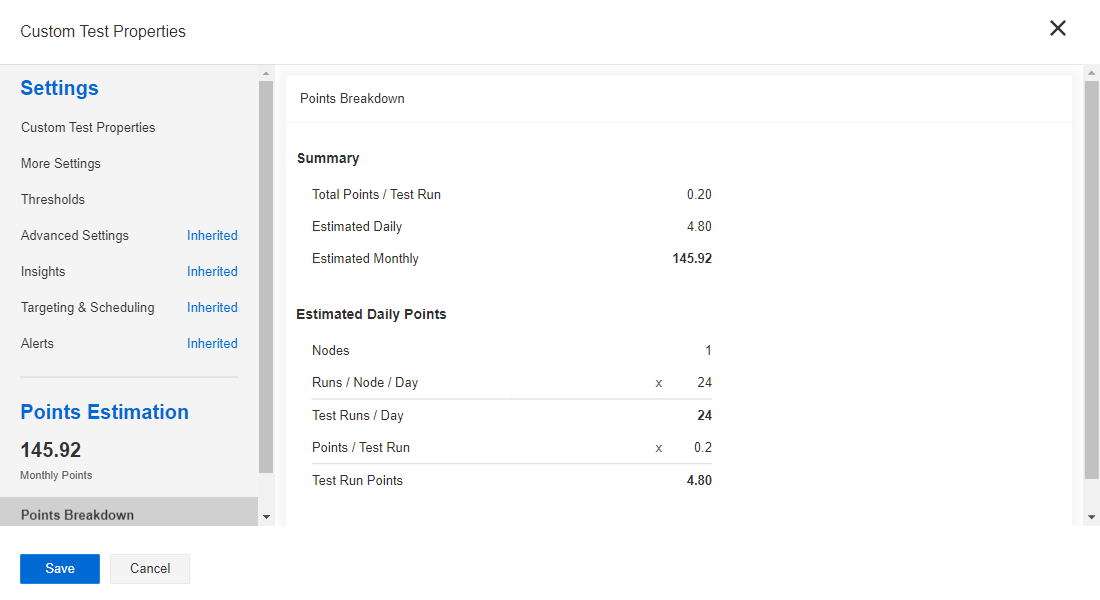 Custom Test Properties
Settings
Custom Test Properties
More Settings
Thresholds
Advanced Settings Inherited
Insights Inherited
Targeting & Scheduling Inherited
Alerts Inherited
Points Estimation
145.92
Monthly Points
Points Breakdown
Points Breakdown
Summary
Total Points / Test Run 0.20
Estimated Daily 4.80
Estimated Monthly 145.92
Estimated Daily Points
Nodes 1
Runs / Node / Day x 24
Test Runs / Day 24
Points / Test Run x 0.2
Test Run Points 4.80
Save Cancel